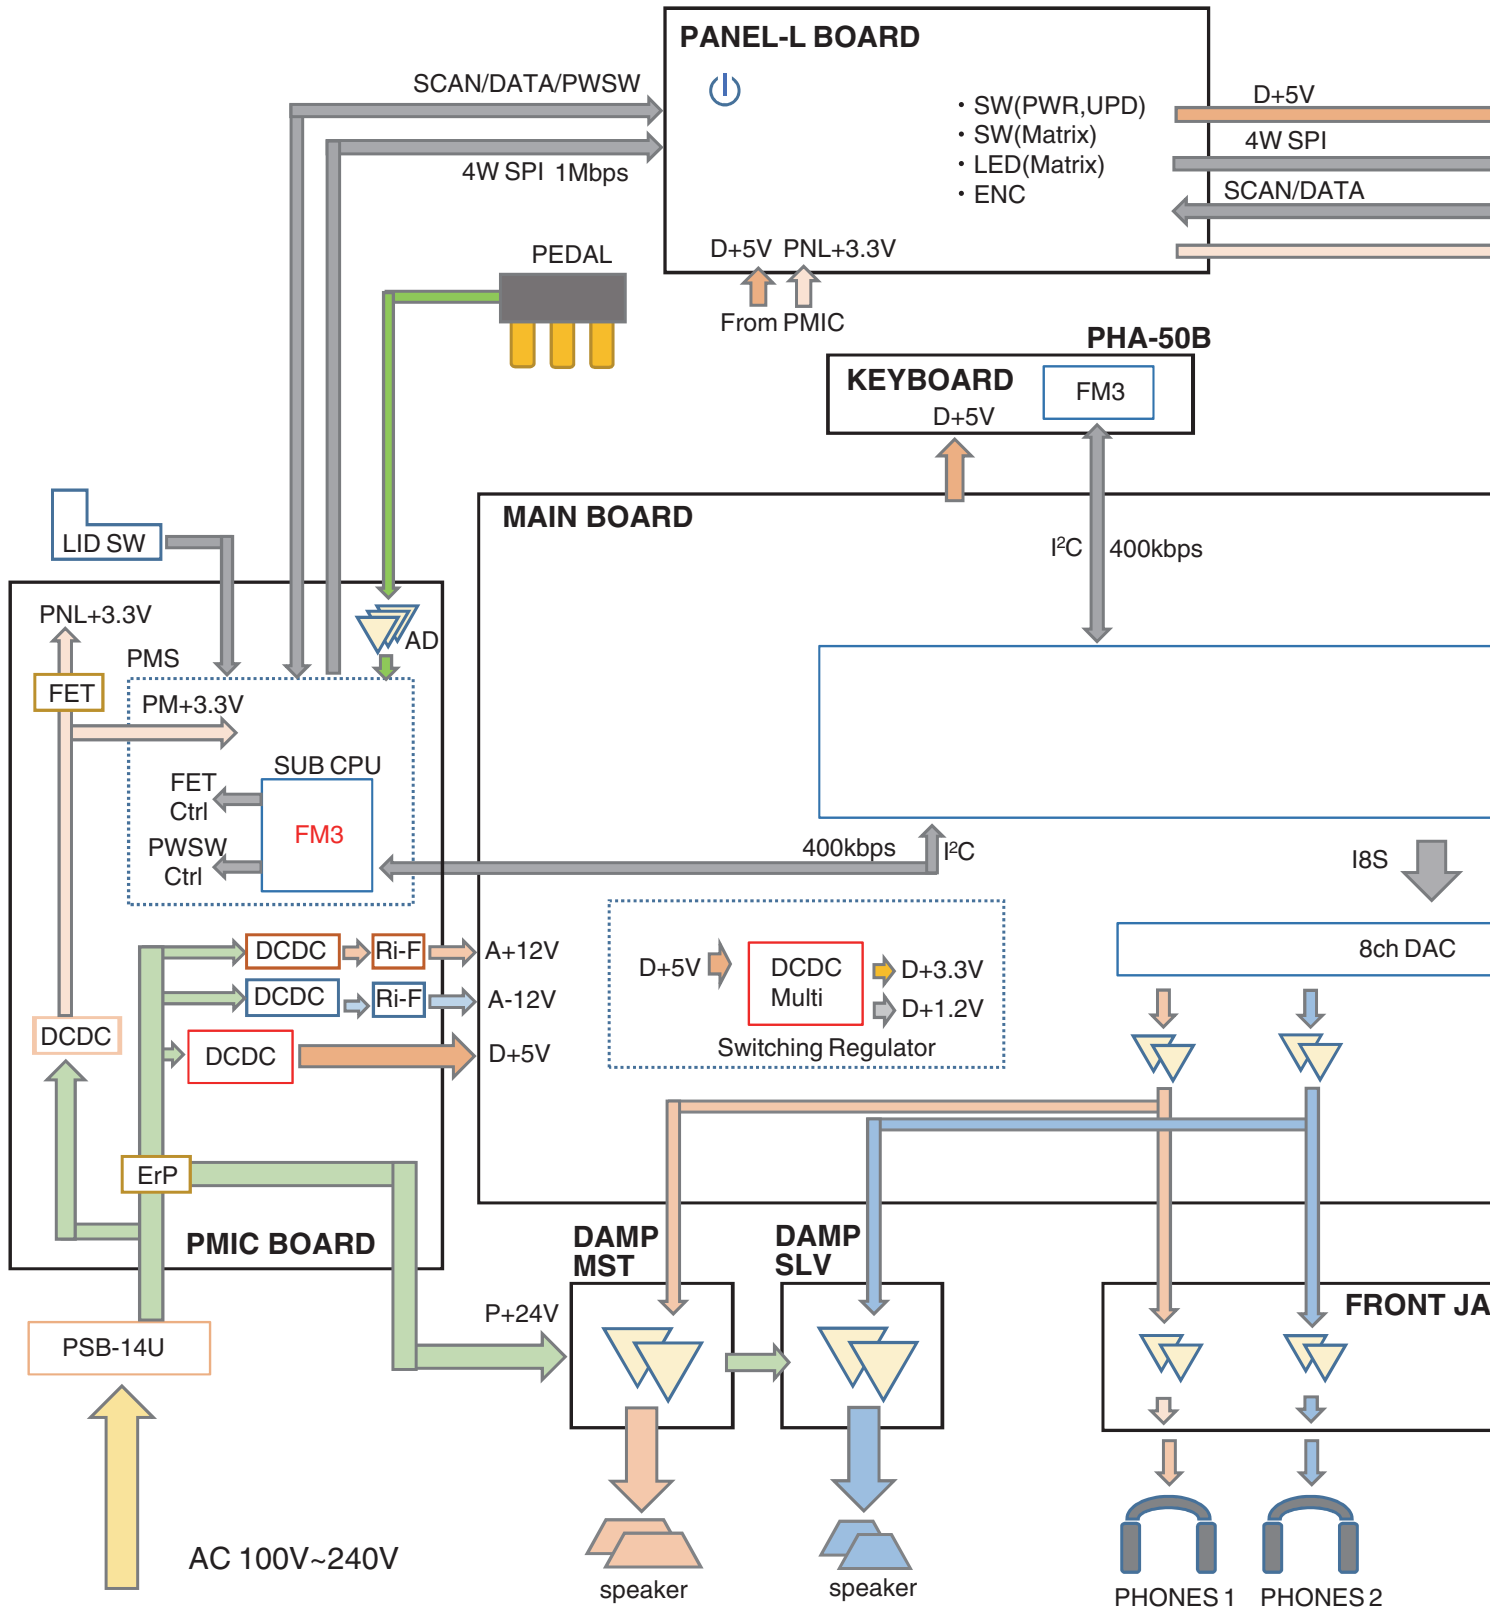 PANEL-L BOARD
SCAN/DATA/PWSW
・SW(PWR,UPD)
・SW(Matrix)
・LED(Matrix)
・ENC
D+5V
4W SPI
SCAN/DATA
4W SPI 1Mbps
PEDAL
D+5V PNL+3.3V
From PMIC
PHA-50B
KEYBOARD
FM3
D+5V
MAIN BOARD
I²C 400kbps
LID SW
PNL+3.3V
AD
PMS
FET
PM+3.3V
SUB CPU
FET
Ctrl
FM3
PWSW
Ctrl
400kbps I²C
I8S
8ch DAC
DCDC
Ri-F
A+12V
DCDC
Ri-F
A-12V
DCDC
DCDC
D+5V
D+5V
DCDC
Multi
D+3.3V
D+1.2V
Switching Regulator
ErP
PMIC BOARD
DAMP
MST
DAMP
SLV
P+24V
FRONT JA
PSB-14U
AC 100V~240V
speaker
speaker
PHONES 1
PHONES 2